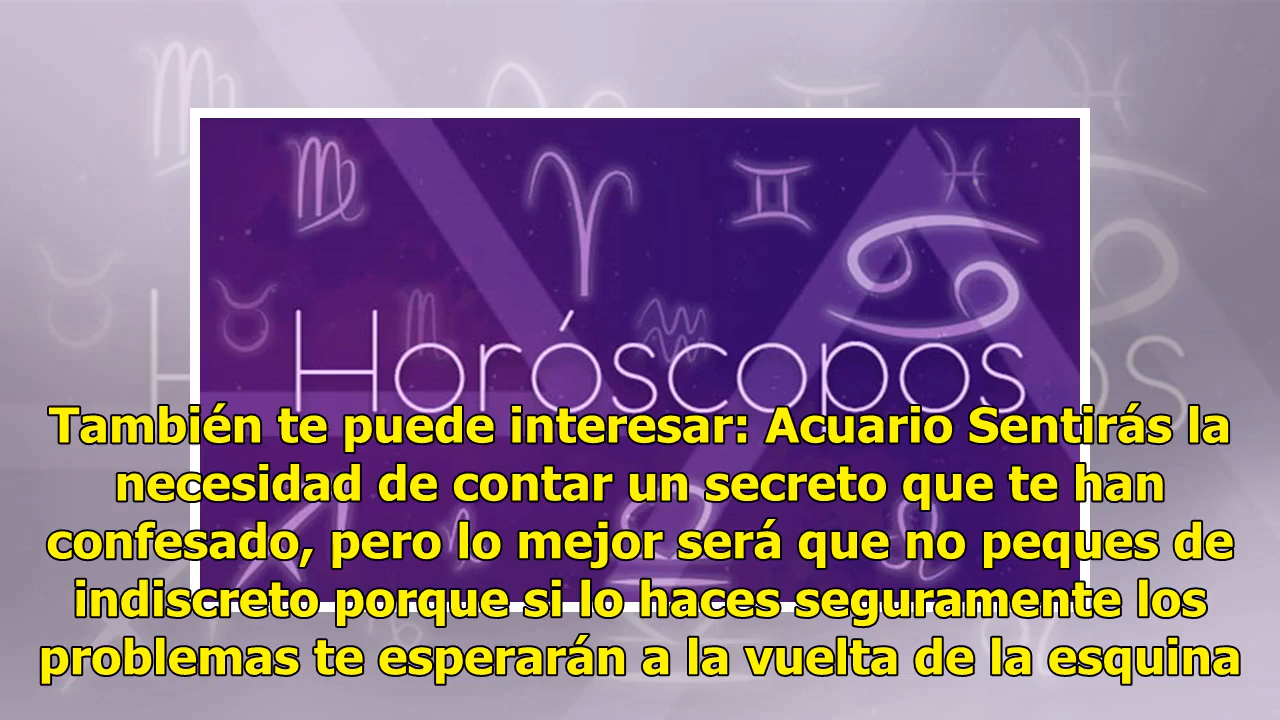 Horóscopos
También te puede interesar: Acuario Sentirás la
necesidad de contar un secreto que te han
confesado, pero lo mejor será que no peques de
indiscreto porque si lo haces seguramente los
problemas te esperarán a la vuelta de la esquina